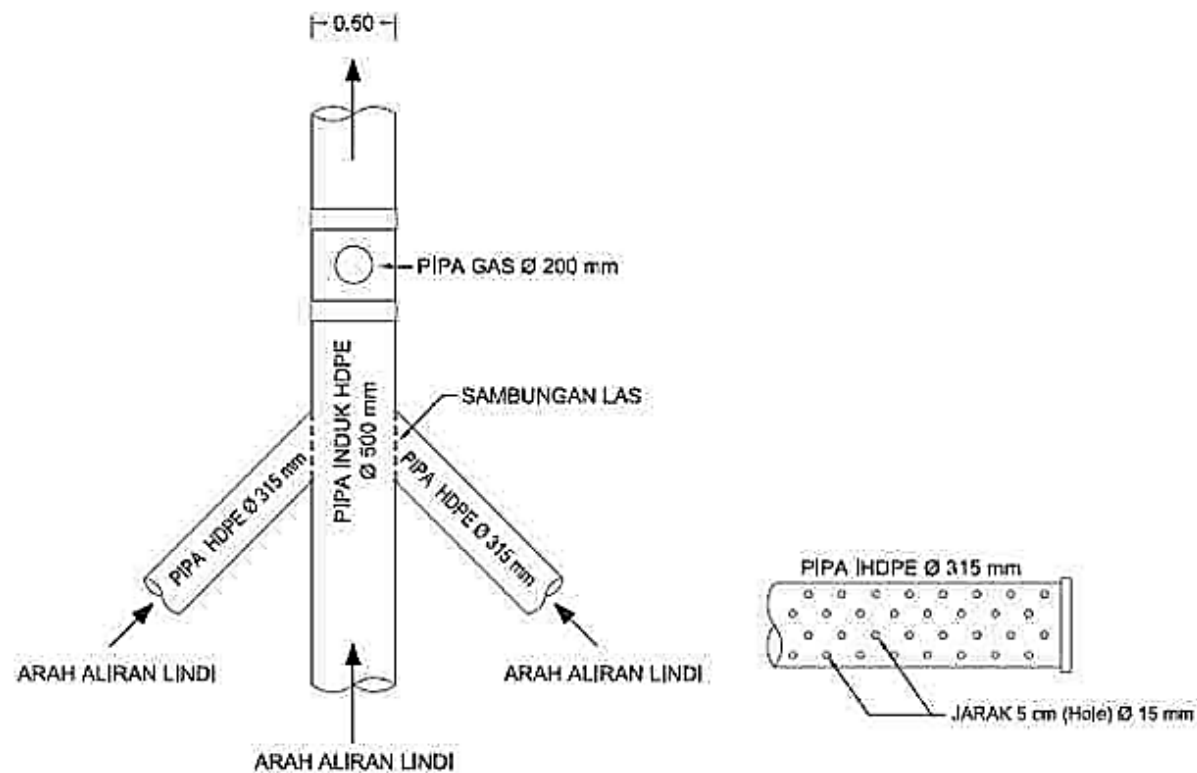 0.50
PIPA GAS Ø 200 mm
PIPA INDUK HDPE
Ø 500 mm
SAMBUNGAN LAS
PIPA HDPE Ø 315 mm
PIPA HDPE Ø 315 mm
PIPA HDPE Ø 315 mm
ARAH ALIRAN LINDI
ARAH ALIRAN LINDI
JARAK 5 cm (Hole) Ø 15 mm
ARAH ALIRAN LINDI